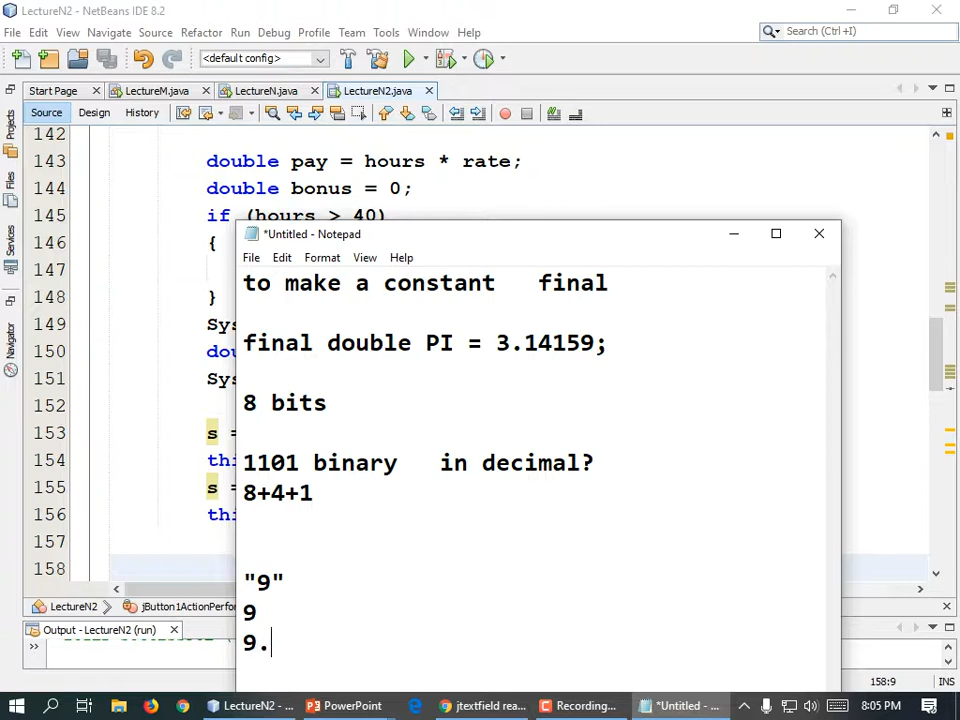 LectureN2 - NetBeans IDE 8.2
File Edit View Navigate Source Refactor Run Debug Profile Team Tools Window Help
Search (Ctrl+I)
<default config>
Start Page LectureM.java LectureN.java LectureN2.java
Source Design History
Projects
Files
Services
Navigator
142
143 double pay = hours * rate;
144 double bonus = 0;
145 if (hours > 40)
146 {
147
148 }
149 Sys
150 dou
151 Sys
152
153 s =
154 thi
155 s =
156 thi
157
158
*Untitled - Notepad
File Edit Format View Help
to make a constant final
final double PI = 3.14159;
8 bits
1101 binary in decimal?
8+4+1
"9"
9
9.
LectureN2 jButton1ActionPerfo
Output - LectureN2 (run)
158:9 INS
LectureN2 - ... PowerPoint jtextfield rea... Recording... *Untitled - ... 8:05 PM